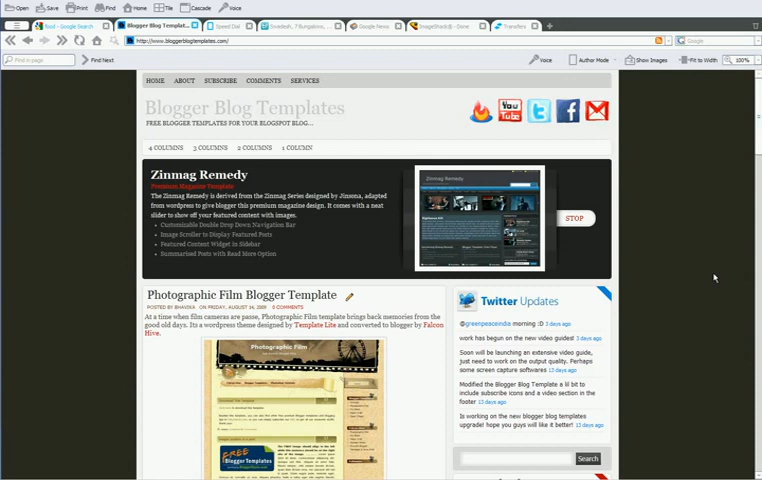 Open Save Print Find Home Tile Cascade Voice
food - Google Search Blogger Blog Templat... Speed Dial Swadesh, 7 Bungalows, ... Google News ImageShack® - Done Transfers
http://www.bloggerblogtemplates.com/ Google
Find in page Find Next Voice Author Mode Show Images Fit to Width 100%
HOME ABOUT SUBSCRIBE COMMENTS SERVICES
Blogger Blog Templates
FREE BLOGGER TEMPLATES FOR YOUR BLOGSPOT BLOG...
You Tube
4 COLUMNS 3 COLUMNS 2 COLUMNS 1 COLUMN
Zinmag Remedy
Premium Magazine Template
The Zinmag Remedy is derived from the Zinmag Series designed by Jinsona, adapted
from wordpress to give blogger this premium magazine design. It comes with a neat
slider to show off your featured content with images.
Customizable Double Drop Down Navigation Bar
Image Scroller to Display Featured Posts
Featured Content Widget in Sidebar
Summarised Posts with Read More Option
Zinmag Remedy
STOP
Photographic Film Blogger Template
BY BHAVIKA ON FRIDAY, AUGUST 14, 2009 0 COMMENTS
At a time when film cameras are passe, Photographic Film template brings back memories from the
good old days. Its a wordpress theme designed by Template Lite and converted to blogger by Falcon
Hive.
Photographic Film
FREE
Blogger Templates
Twitter Updates
@greenpeaceindia morning :D 3 days ago
work has begun on the new video guides! 3 days ago
Soon will be launching an extensive video guide,
just need to work on the output quality. Perhaps
some screen capture softwares 13 days ago
Modified the Blogger Blog Template a lil bit to
include subscribe icons and a video section in the
footer 13 days ago
Is working on the new blogger blog templates
upgrade! hope you guys will like it better! 13 days ago
Search